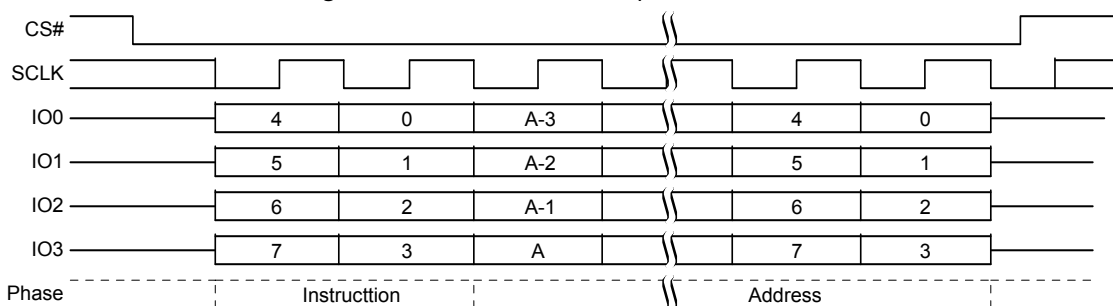 CS#
SCLK
IO0 4 0 A-3 4 0
IO1 5 1 A-2 5 1
IO2 6 2 A-1 6 2
IO3 7 3 A 7 3
Phase Instructtion Address